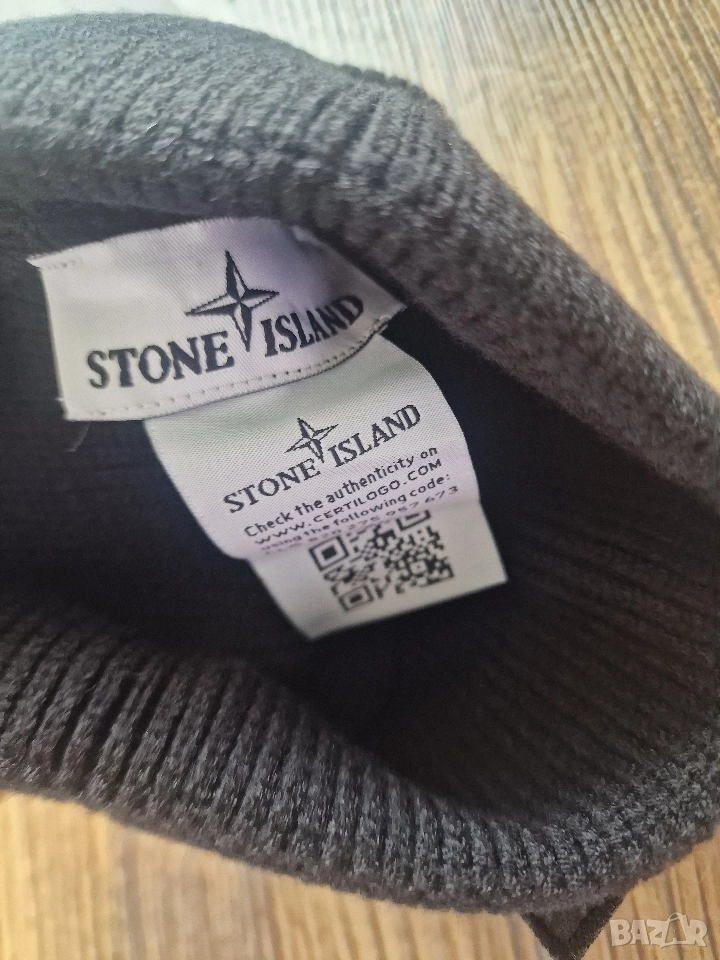 STONE ISLAND
STONE ISLAND
Check the authenticity on
WWW.CERTILOGO.COM
using the following code:
BAZAR